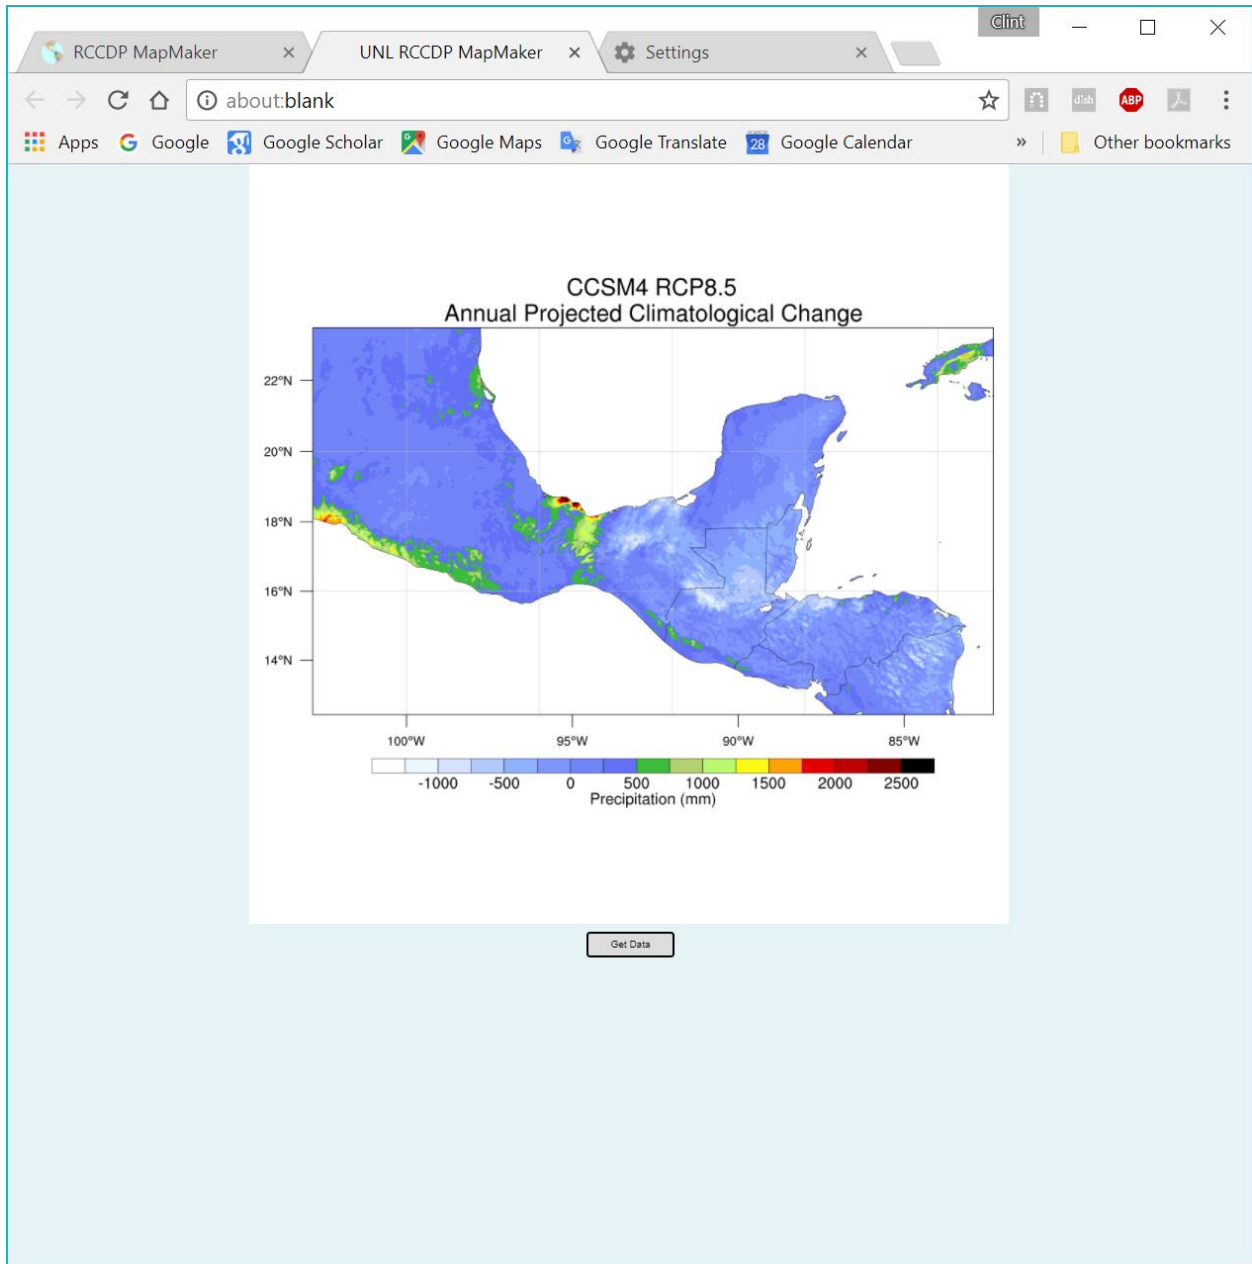 Clint
RCCDP MapMaker
UNL RCCDP MapMaker
Settings
about:blank
dish
ABP
Apps
Google
Google Scholar
Google Maps
Google Translate
28
Google Calendar
»
Other bookmarks
CCSM4 RCP8.5
Annual Projected Climatological Change
22°N
20°N
18°N
16°N
14°N
100°W 95°W 90°W 85°W
-1000 -500 0 500 1000 1500 2000 2500
Precipitation (mm)
Get Data